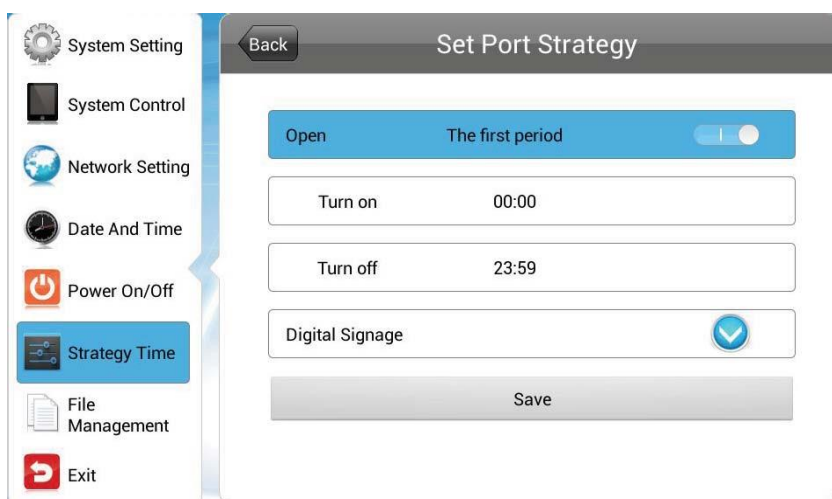 System Setting
System Control
Network Setting
Date And Time
Power On/Off
Strategy Time
File
Management
Exit
Back
Set Port Strategy
Open The first period
Turn on 00:00
Turn off 23:59
Digital Signage
Save